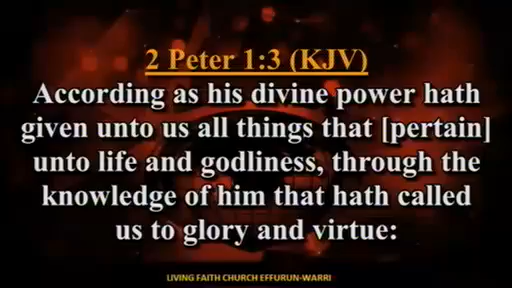 2 Peter 1:3 (KJV)
According as his divine power hath
given unto us all things that [pertain]
unto life and godliness, through the
knowledge of him that hath called
us to glory and virtue:
LIVING FAITH CHURCH EFFURUN-WARRI